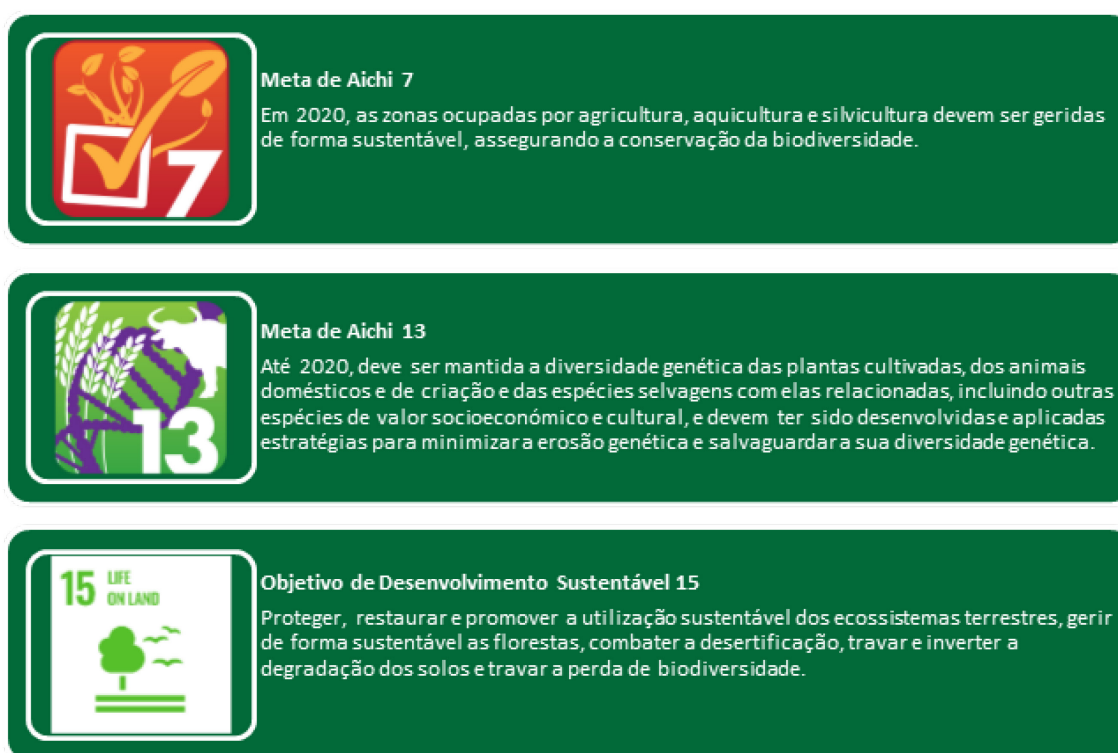 7
Meta de Aichi 7
Em 2020, as zonas ocupadas por agricultura, aquicultura e silvicultura devem ser geridas
de forma sustentável, assegurando a conservação da biodiversidade.
13
Meta de Aichi 13
Até 2020, deve ser mantida a diversidade genética das plantas cultivadas, dos animais
domésticos e de criação e das espécies selvagens com elas relacionadas, incluindo outras
espécies de valor socioeconómico e cultural, e devem ter sido desenvolvidas e aplicadas
estratégias para minimizar a erosão genética e salvaguardar a sua diversidade genética.
15 LIFE
ON LAND
Objetivo de Desenvolvimento Sustentável 15
Proteger, restaurar e promover a utilização sustentável dos ecossistemas terrestres, gerir
de forma sustentável as florestas, combater a desertificação, travar e inverter a
degradação dos solos e travar a perda de biodiversidade.